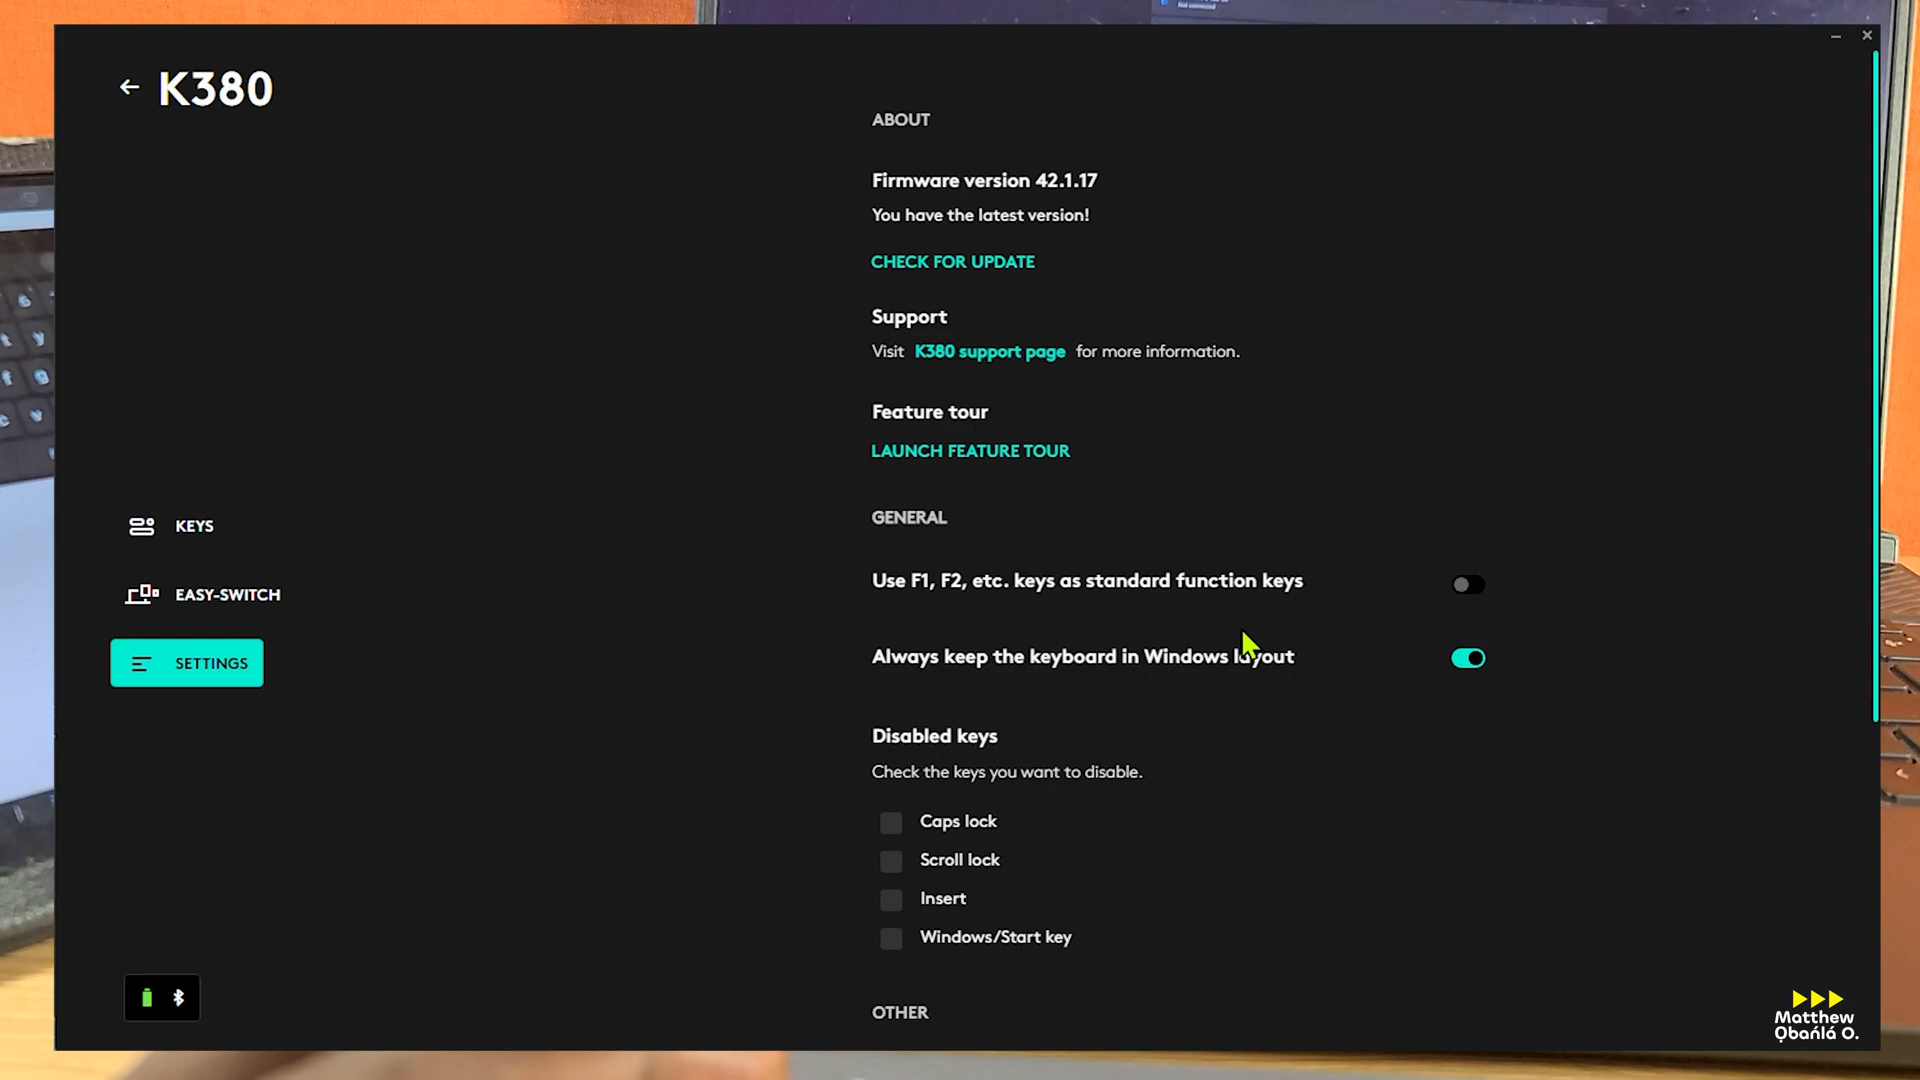 Not connected
K380
ABOUT
Firmware version 42.1.17
You have the latest version!
CHECK FOR UPDATE
Support
Visit K380 support page for more information.
Feature tour
LAUNCH FEATURE TOUR
KEYS
EASY-SWITCH
SETTINGS
GENERAL
Use F1, F2, etc. keys as standard function keys
Always keep the keyboard in Windows layout
Disabled keys
Check the keys you want to disable.
Caps lock
Scroll lock
Insert
Windows/Start key
OTHER
Matthew
Ọbańlá O.